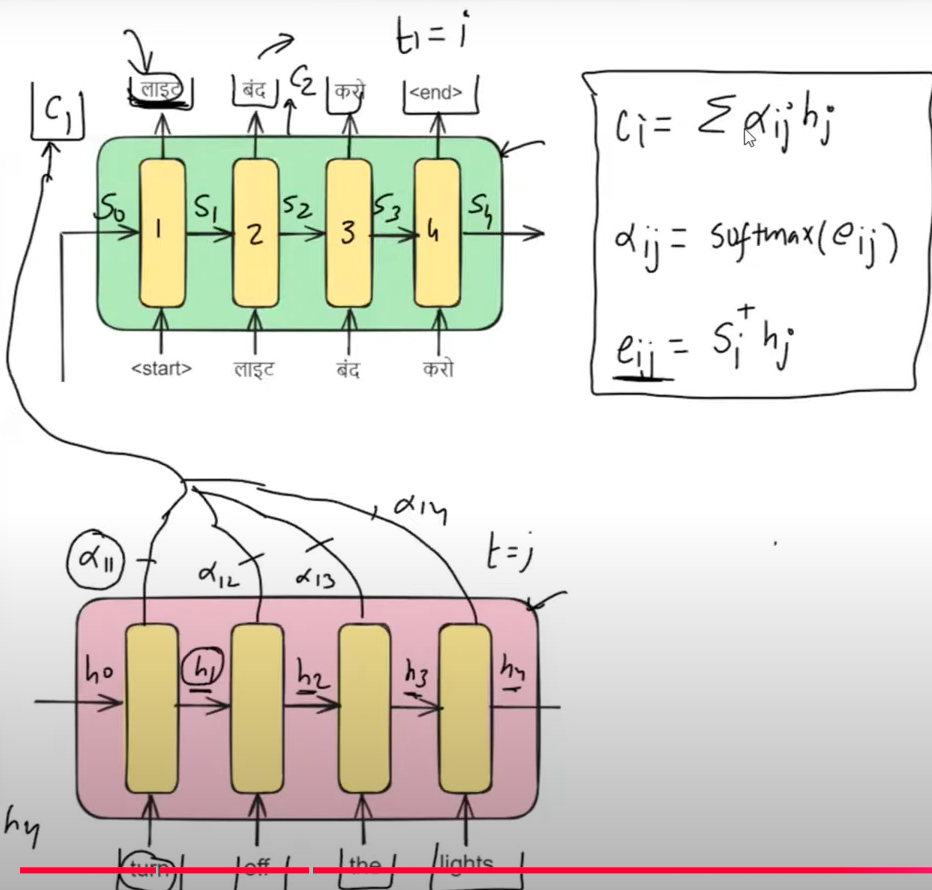 t₁ = i
C₁ लाइट बंद C₂ करो <end>
S₀ 1 S₁ 2 S₂ 3 S₃ 4 S₄
<start> लाइट बंद करो
Cᵢ = Σ αᵢⱼ hⱼ
αᵢⱼ = softmax(eᵢⱼ)
eᵢⱼ = Sᵢᵀ hⱼ
α₁₄
α₁₁ α₁₂ α₁₃ t = j
h₀ h₁ h₂ h₃ h₄
h₄
turn off the lights